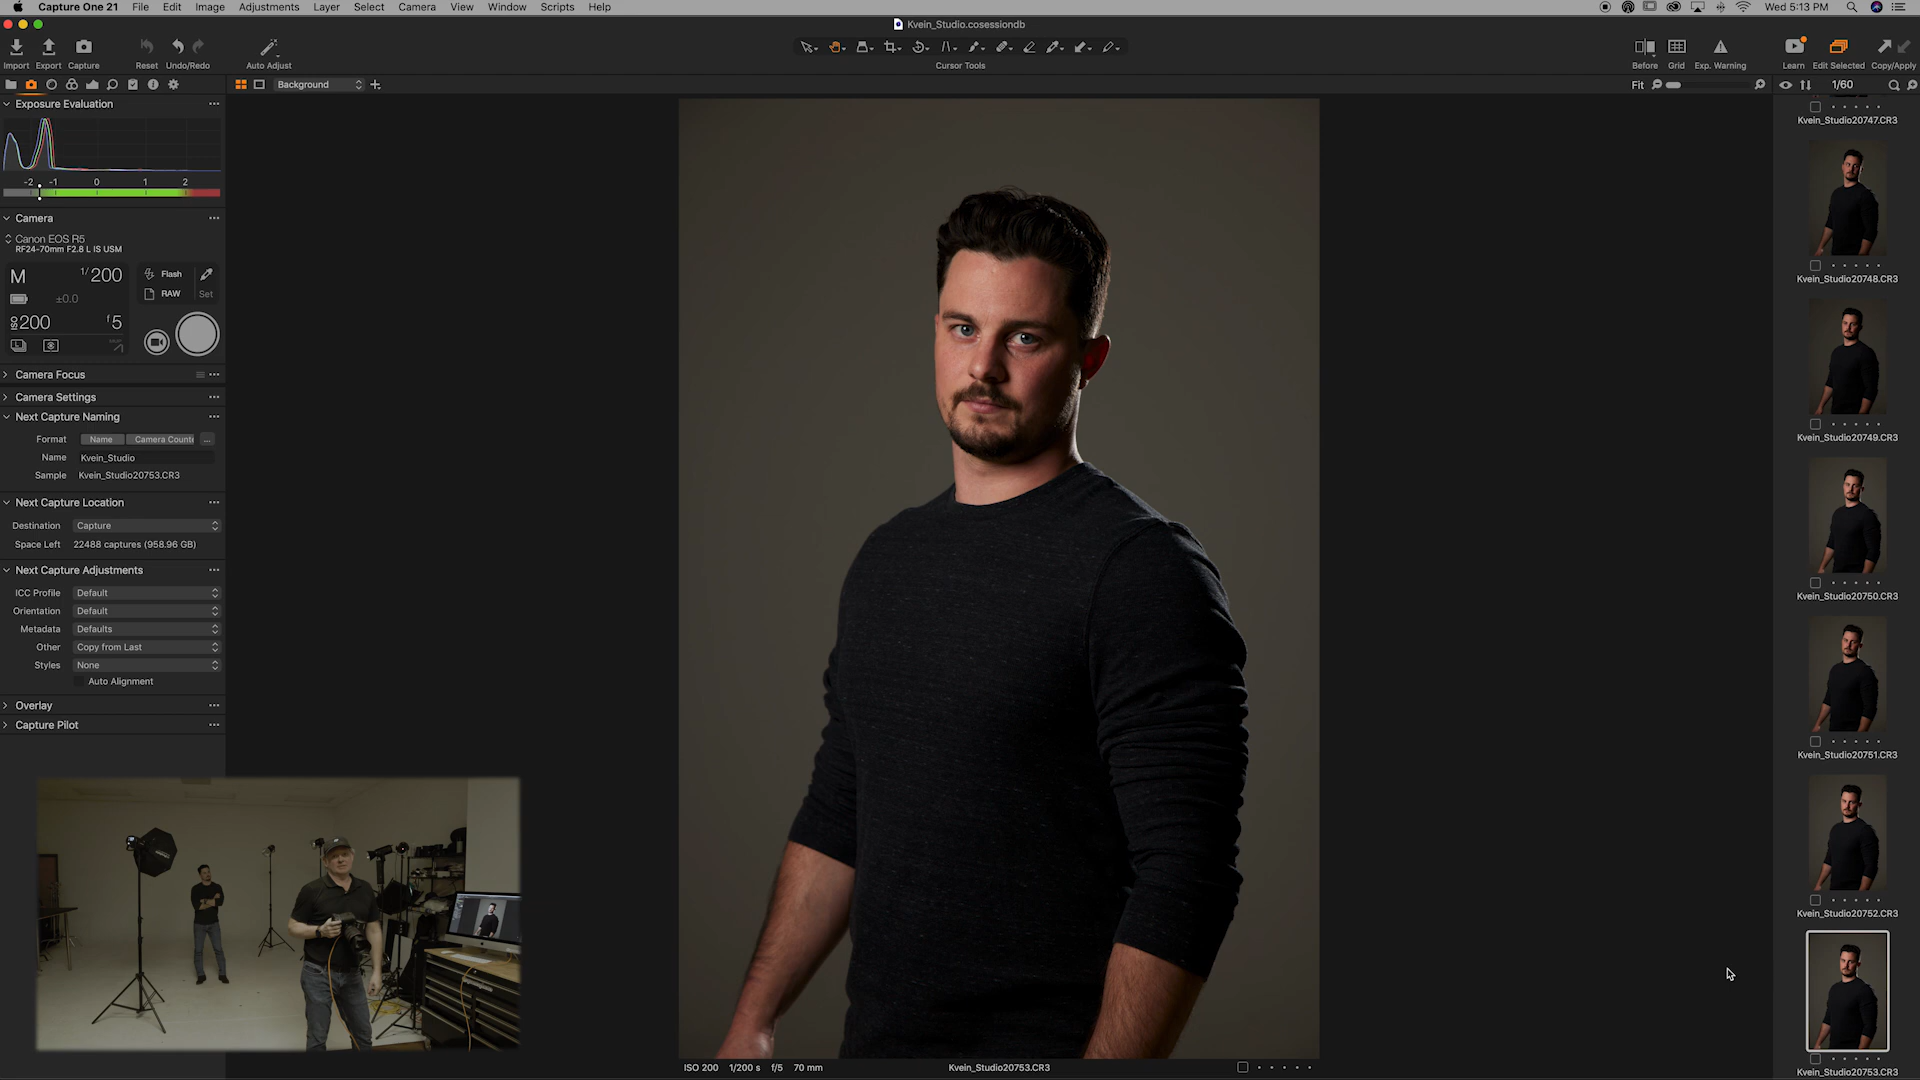 Capture One 21 File Edit Image Adjustments Layer Select Camera View Window Scripts Help Wed 5:13 PM
Kvein_Studio.cosessiondb
Import Export Capture Reset Undo/Redo Auto Adjust Cursor Tools Before Grid Exp. Warning Learn Edit Selected Copy/Apply
Background Fit 1/60
Exposure Evaluation
-2 -1 0 1 2
Camera
Canon EOS R5
RF24-70mm F2.8 L IS USM
M 1/200 Flash
±0.0 RAW Set
ISO 200 f5
Camera Focus
Camera Settings
Next Capture Naming
Format Name Camera Counte ...
Name Kvein_Studio
Sample Kvein_Studio20753.CR3
Next Capture Location
Destination Capture
Space Left 22488 captures (958.96 GB)
Next Capture Adjustments
ICC Profile Default
Orientation Default
Metadata Defaults
Other Copy from Last
Styles None
Auto Alignment
Overlay
Capture Pilot
ISO 200 1/200 s f/5 70 mm Kvein_Studio20753.CR3
Kvein_Studio20747.CR3
Kvein_Studio20748.CR3
Kvein_Studio20749.CR3
Kvein_Studio20750.CR3
Kvein_Studio20751.CR3
Kvein_Studio20752.CR3
Kvein_Studio20753.CR3